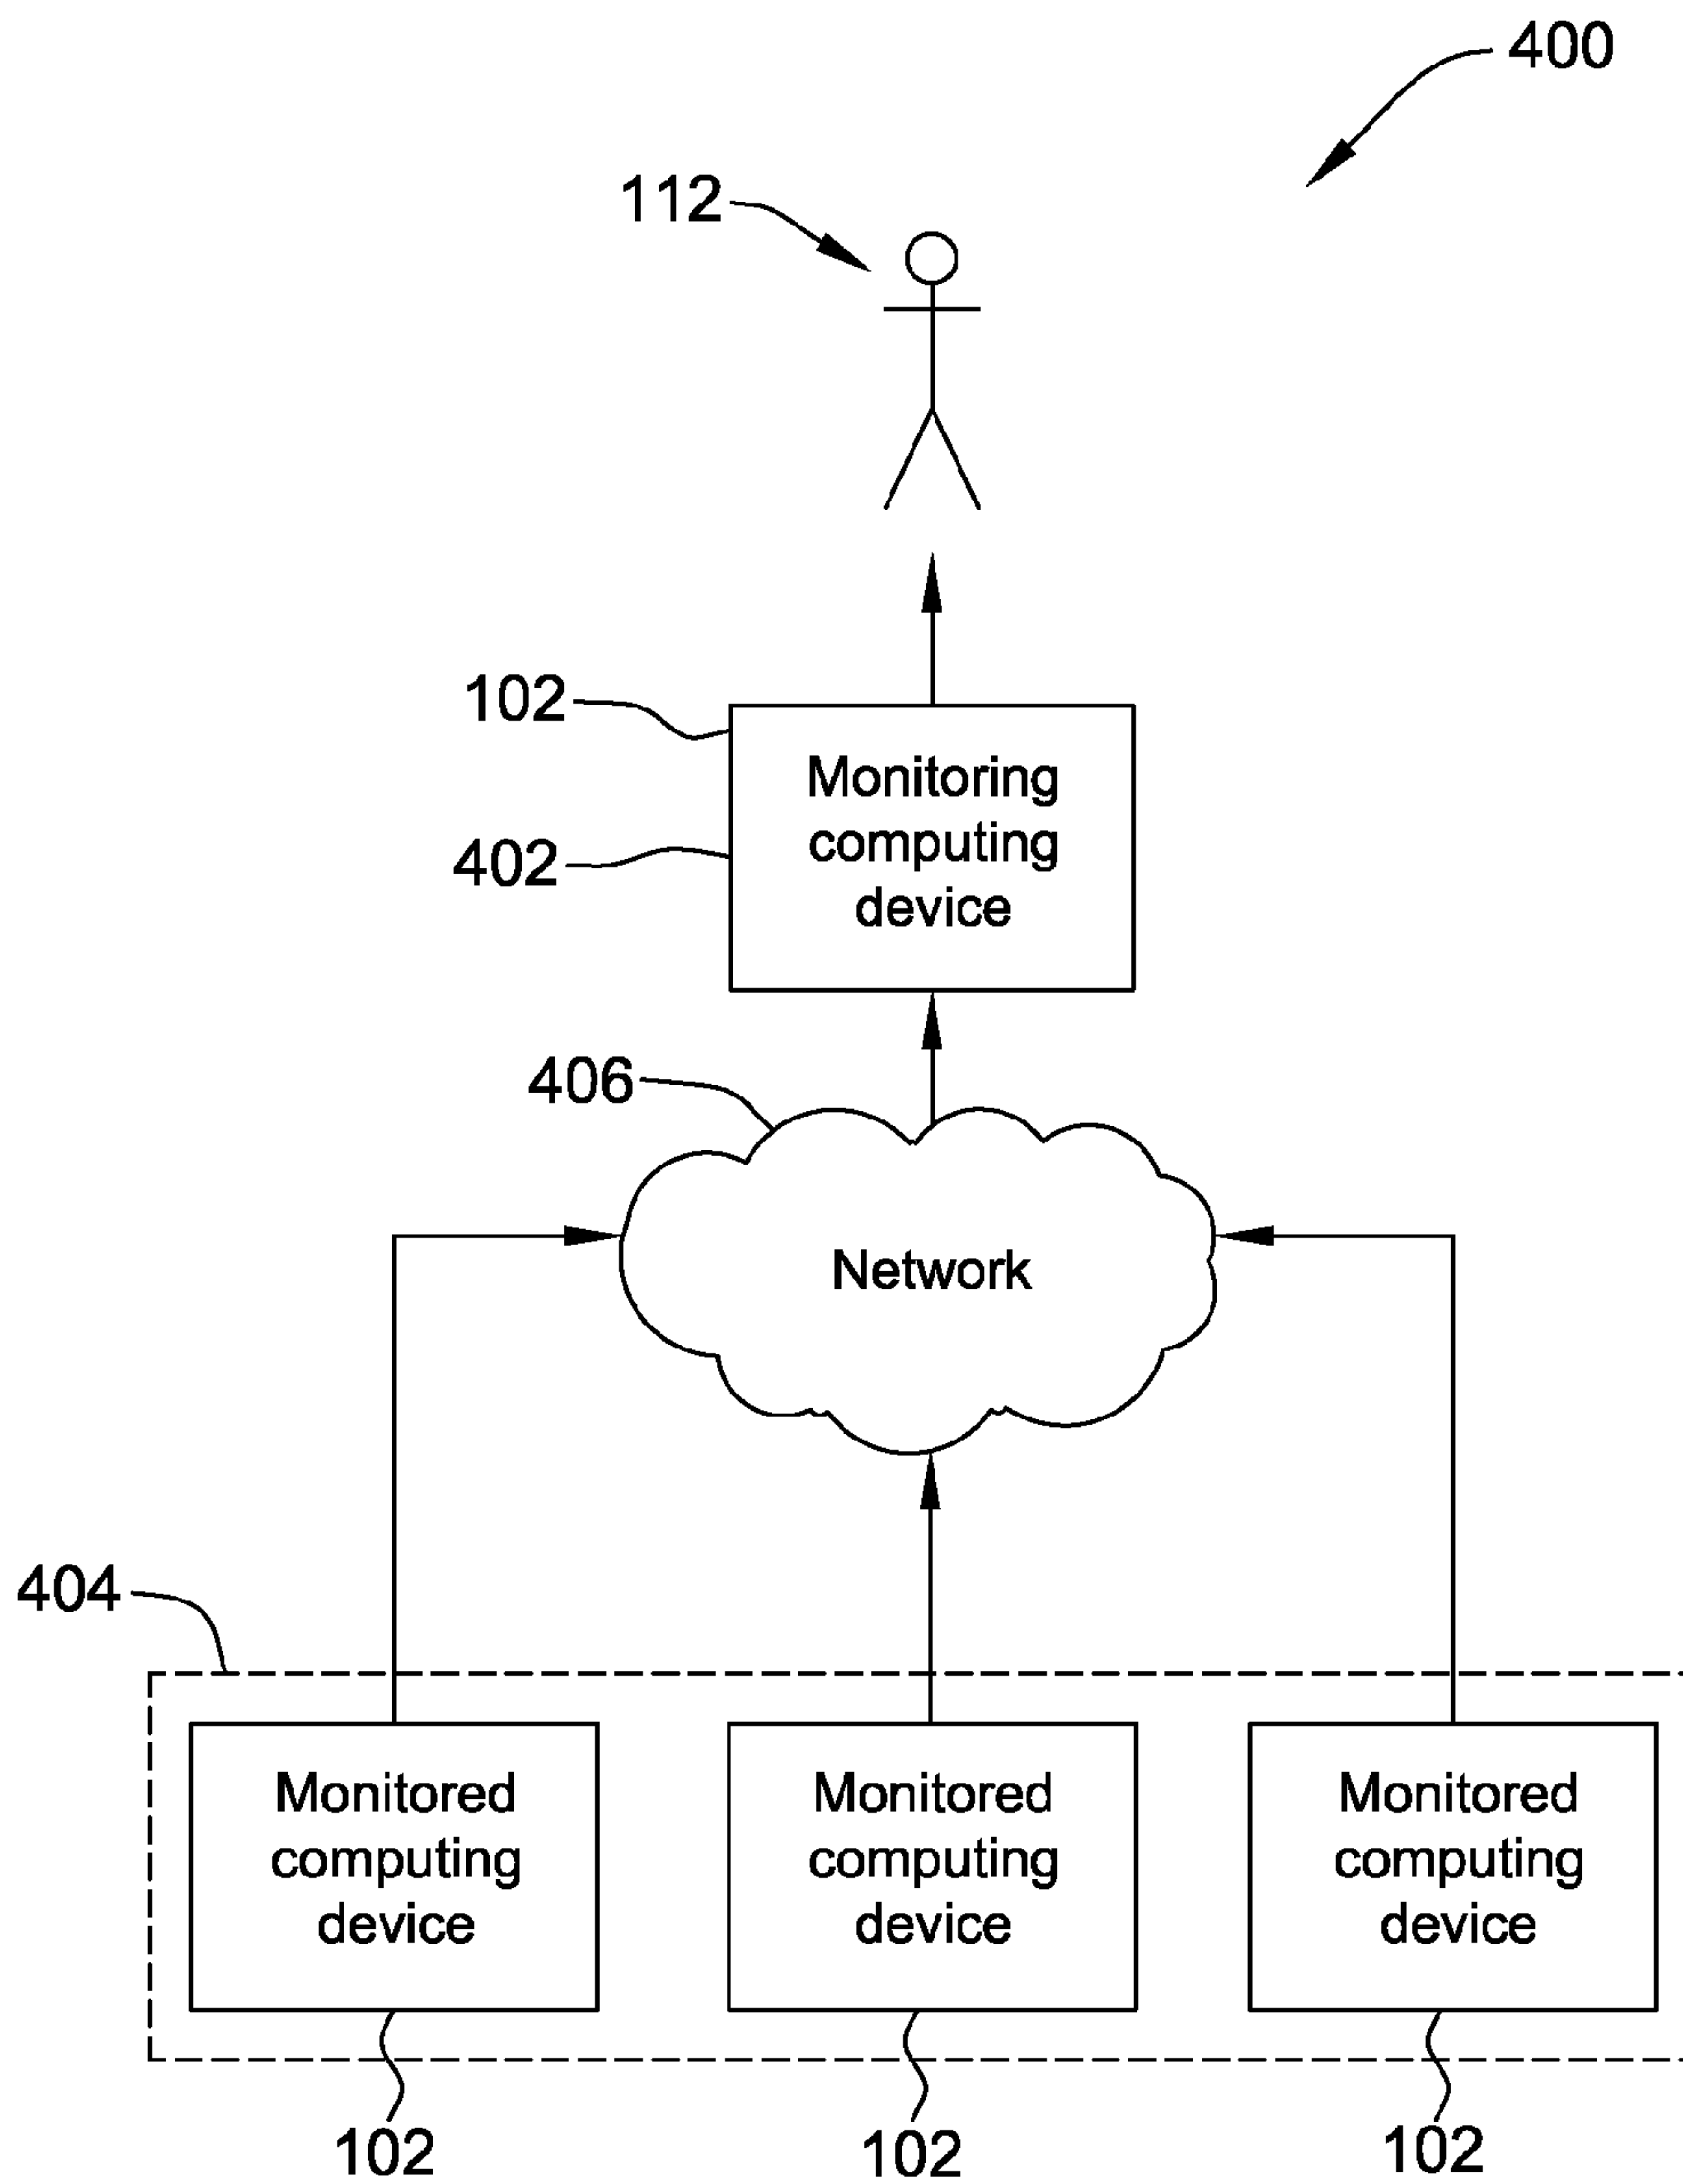 400
112
102
Monitoring
computing
device
402
406
Network
404
Monitored
computing
device
Monitored
computing
device
Monitored
computing
device
102
102
102